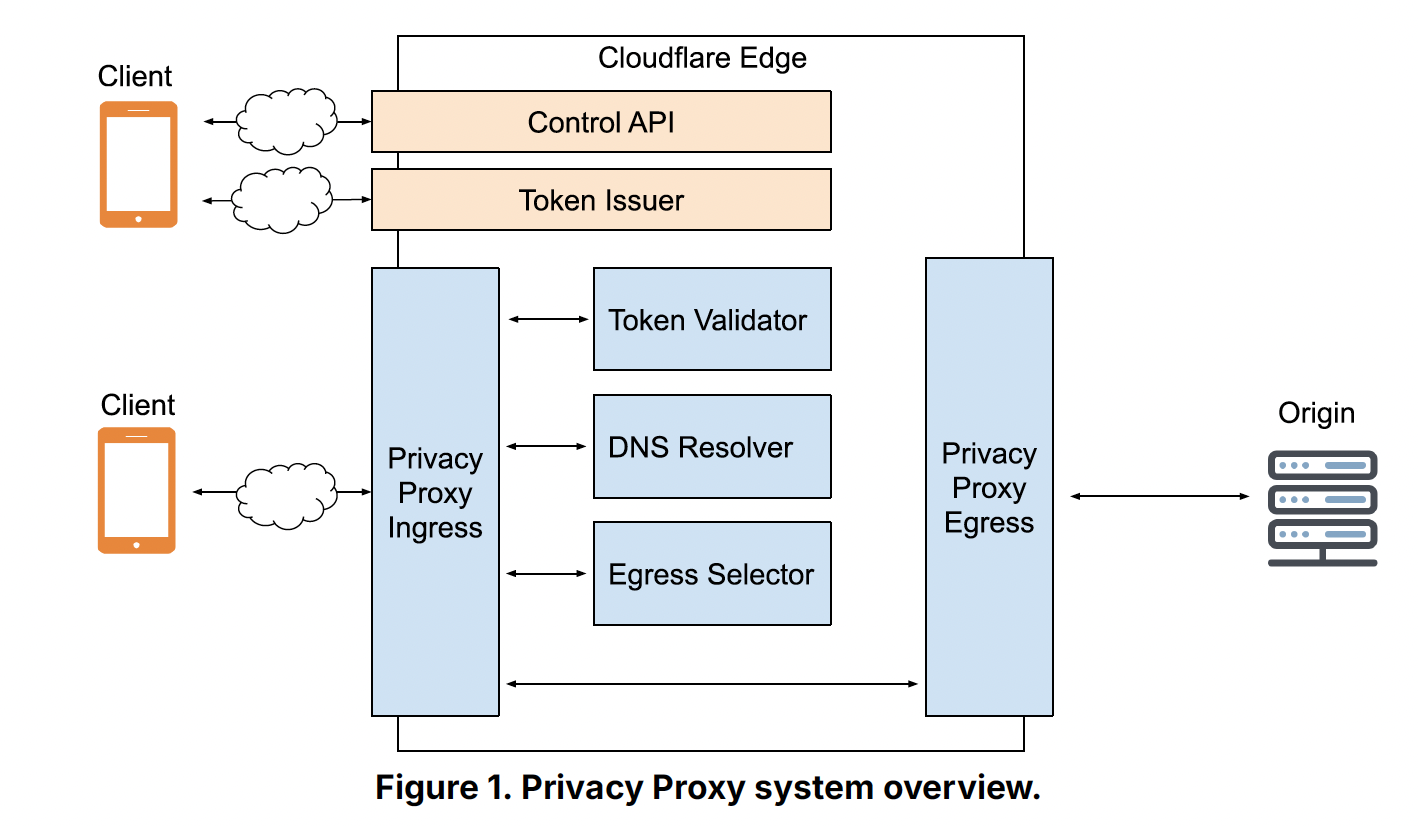 Cloudflare Edge
Client
Control API
Token Issuer
Token Validator
Client
DNS Resolver
Privacy
Proxy
Ingress
Egress Selector
Privacy
Proxy
Egress
Origin
Figure 1. Privacy Proxy system overview.